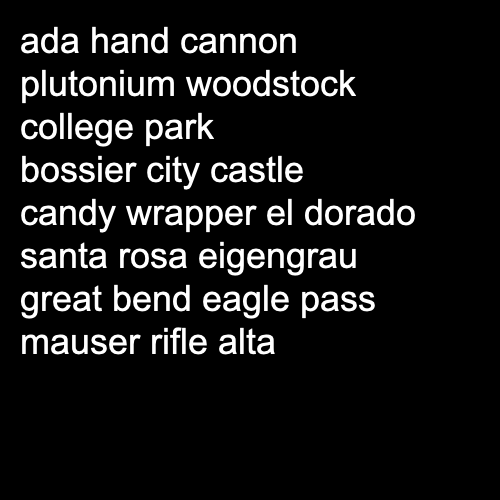 ada hand cannon
plutonium woodstock
college park
bossier city castle
candy wrapper el dorado
santa rosa eigengrau
great bend eagle pass
mauser rifle alta